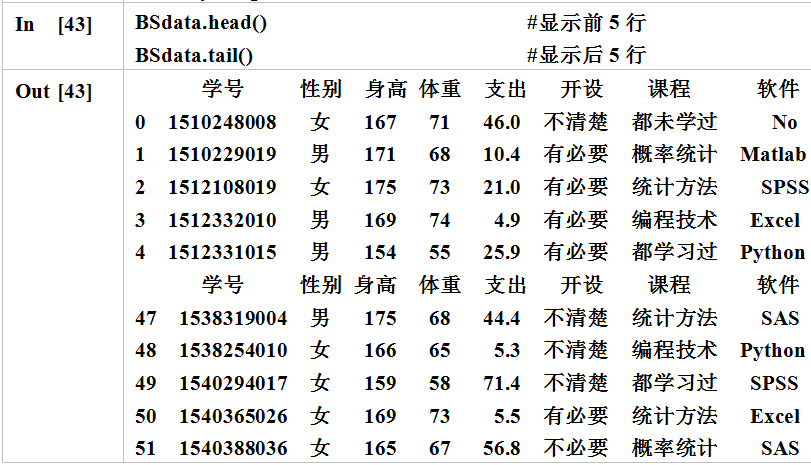 In [43] BSdata.head() #显示前 5 行
BSdata.tail() #显示后 5 行
Out [43] 学号 性别 身高 体重 支出 开设 课程 软件
0 1510248008 女 167 71 46.0 不清楚 都未学过 No
1 1510229019 男 171 68 10.4 有必要 概率统计 Matlab
2 1512108019 女 175 73 21.0 有必要 统计方法 SPSS
3 1512332010 男 169 74 4.9 有必要 编程技术 Excel
4 1512331015 男 154 55 25.9 有必要 都学习过 Python
学号 性别 身高 体重 支出 开设 课程 软件
47 1538319004 男 175 68 44.4 不清楚 统计方法 SAS
48 1538254010 女 166 65 5.3 不清楚 编程技术 Python
49 1540294017 女 159 58 71.4 不清楚 都学习过 SPSS
50 1540365026 女 169 73 5.5 有必要 统计方法 Excel
51 1540388036 女 165 67 56.8 不必要 概率统计 SAS